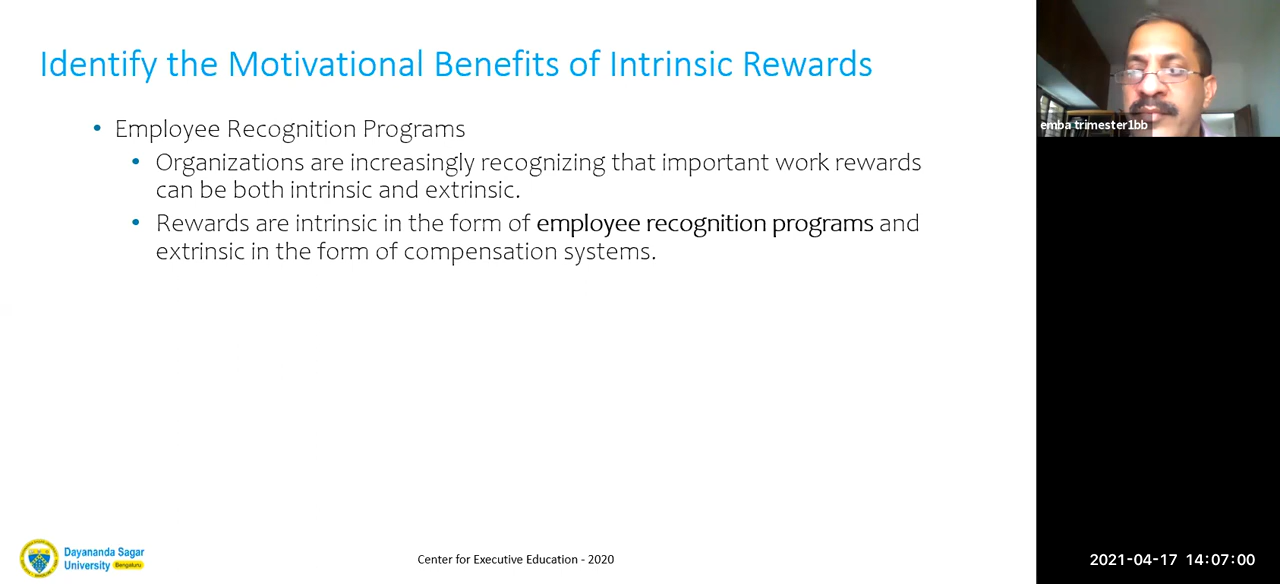 Identify the Motivational Benefits of Intrinsic Rewards
• Employee Recognition Programs
• Organizations are increasingly recognizing that important work rewards
can be both intrinsic and extrinsic.
• Rewards are intrinsic in the form of employee recognition programs and
extrinsic in the form of compensation systems.
emba trimester1bb
Dayananda Sagar
University Bengaluru
Center for Executive Education - 2020
2021-04-17 14:07:00